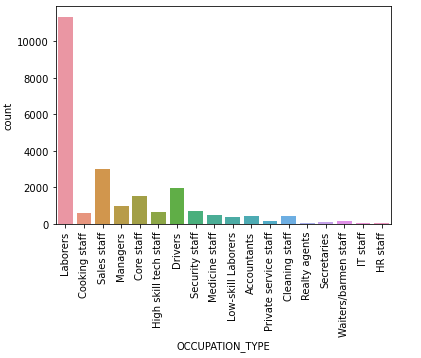 10000
8000
6000
4000
2000
0
count
Laborers
Cooking staff
Sales staff
Managers
Core staff
High skill tech staff
Drivers
Security staff
Medicine staff
Low-skill Laborers
Accountants
Private service staff
Cleaning staff
Realty agents
Secretaries
Waiters/barmen staff
IT staff
HR staff
OCCUPATION_TYPE